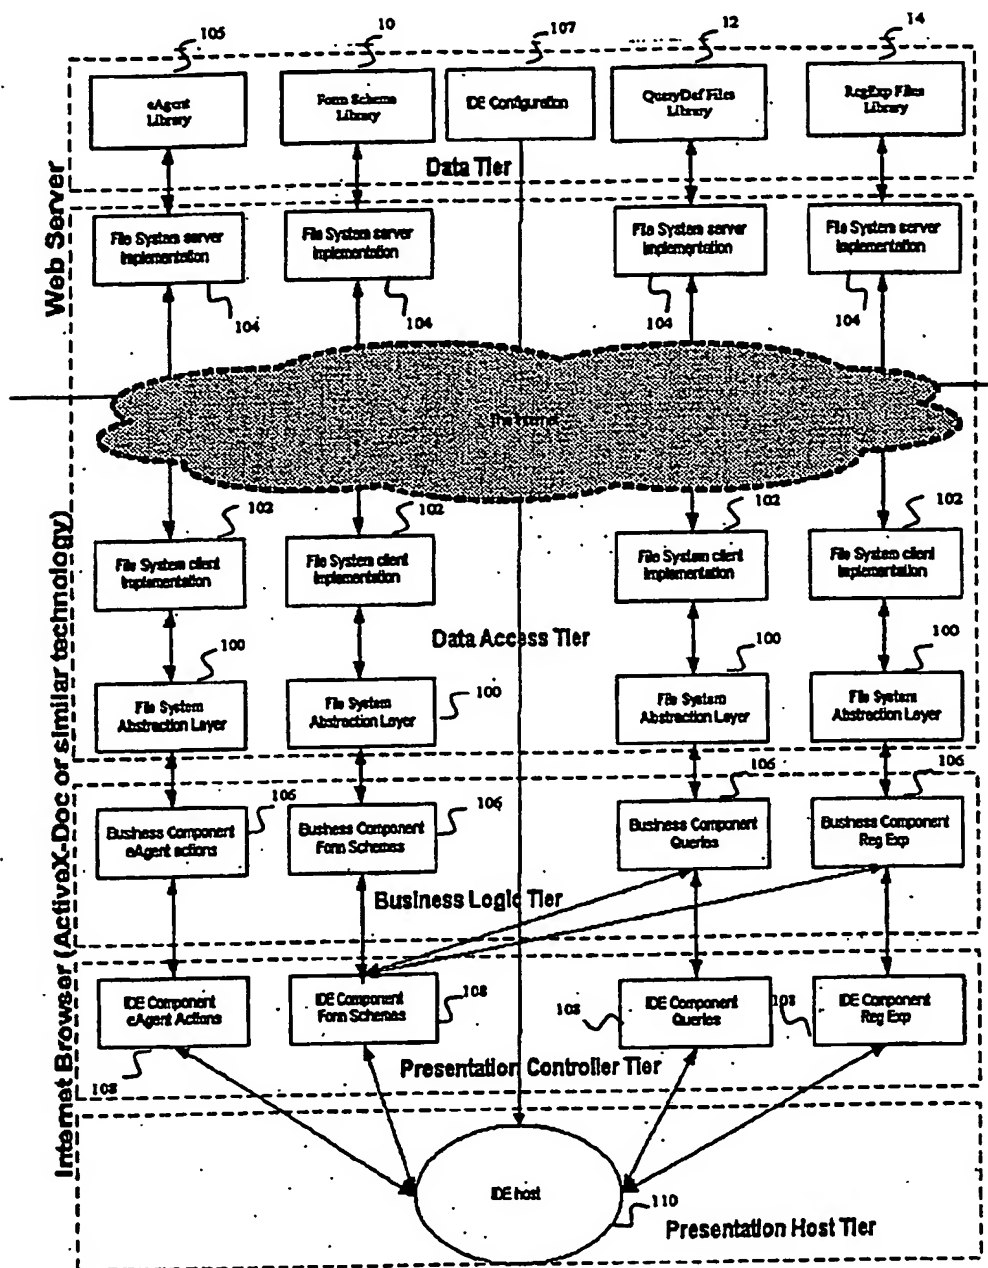 105
10
107
12
14
eAgent
Library
Form Scheme
Library
IDE Configuration
QueryDef Files
Library
RegExp Files
Library
Data Tier
Web Server
File System server
Implementation
File System server
Implementation
File System server
Implementation
File System server
Implementation
104
104
104
104
The Internet
102
102
102
102
File System client
Implementation
File System client
Implementation
File System client
Implementation
File System client
Implementation
Data Access Tier
Internet Browser (ActiveX-Doc or similar technology)
100
100
100
100
File System
Abstraction Layer
File System
Abstraction Layer
File System
Abstraction Layer
File System
Abstraction Layer
106
106
106
106
Business Component
eAgent actions
Business Component
Form Schemes
Business Component
Queries
Business Component
Reg Exp
Business Logic Tier
IDE Component
eAgent Actions
IDE Component
Form Schemes
IDE Component
Queries
IDE Component
Reg Exp
108
108
108
108
Presentation Controller Tier
IDE host
110
Presentation Host Tier